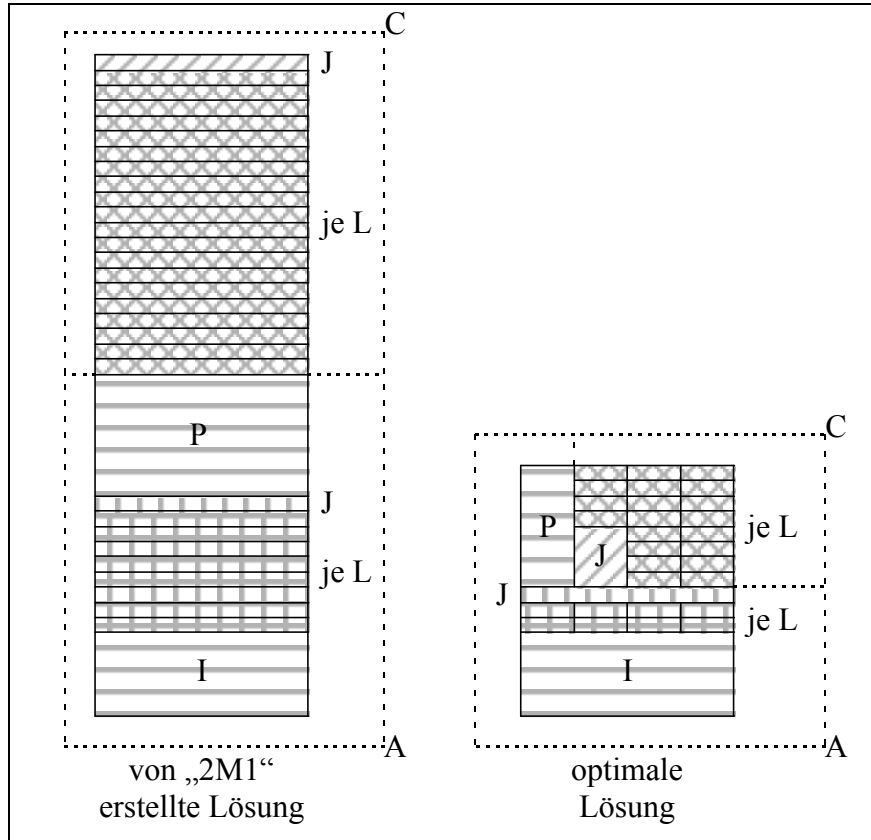 C
J
je L
P
J
je L
I
A
von „2M1“
erstellte Lösung
C
P
je L
J
J
je L
I
A
optimale
Lösung